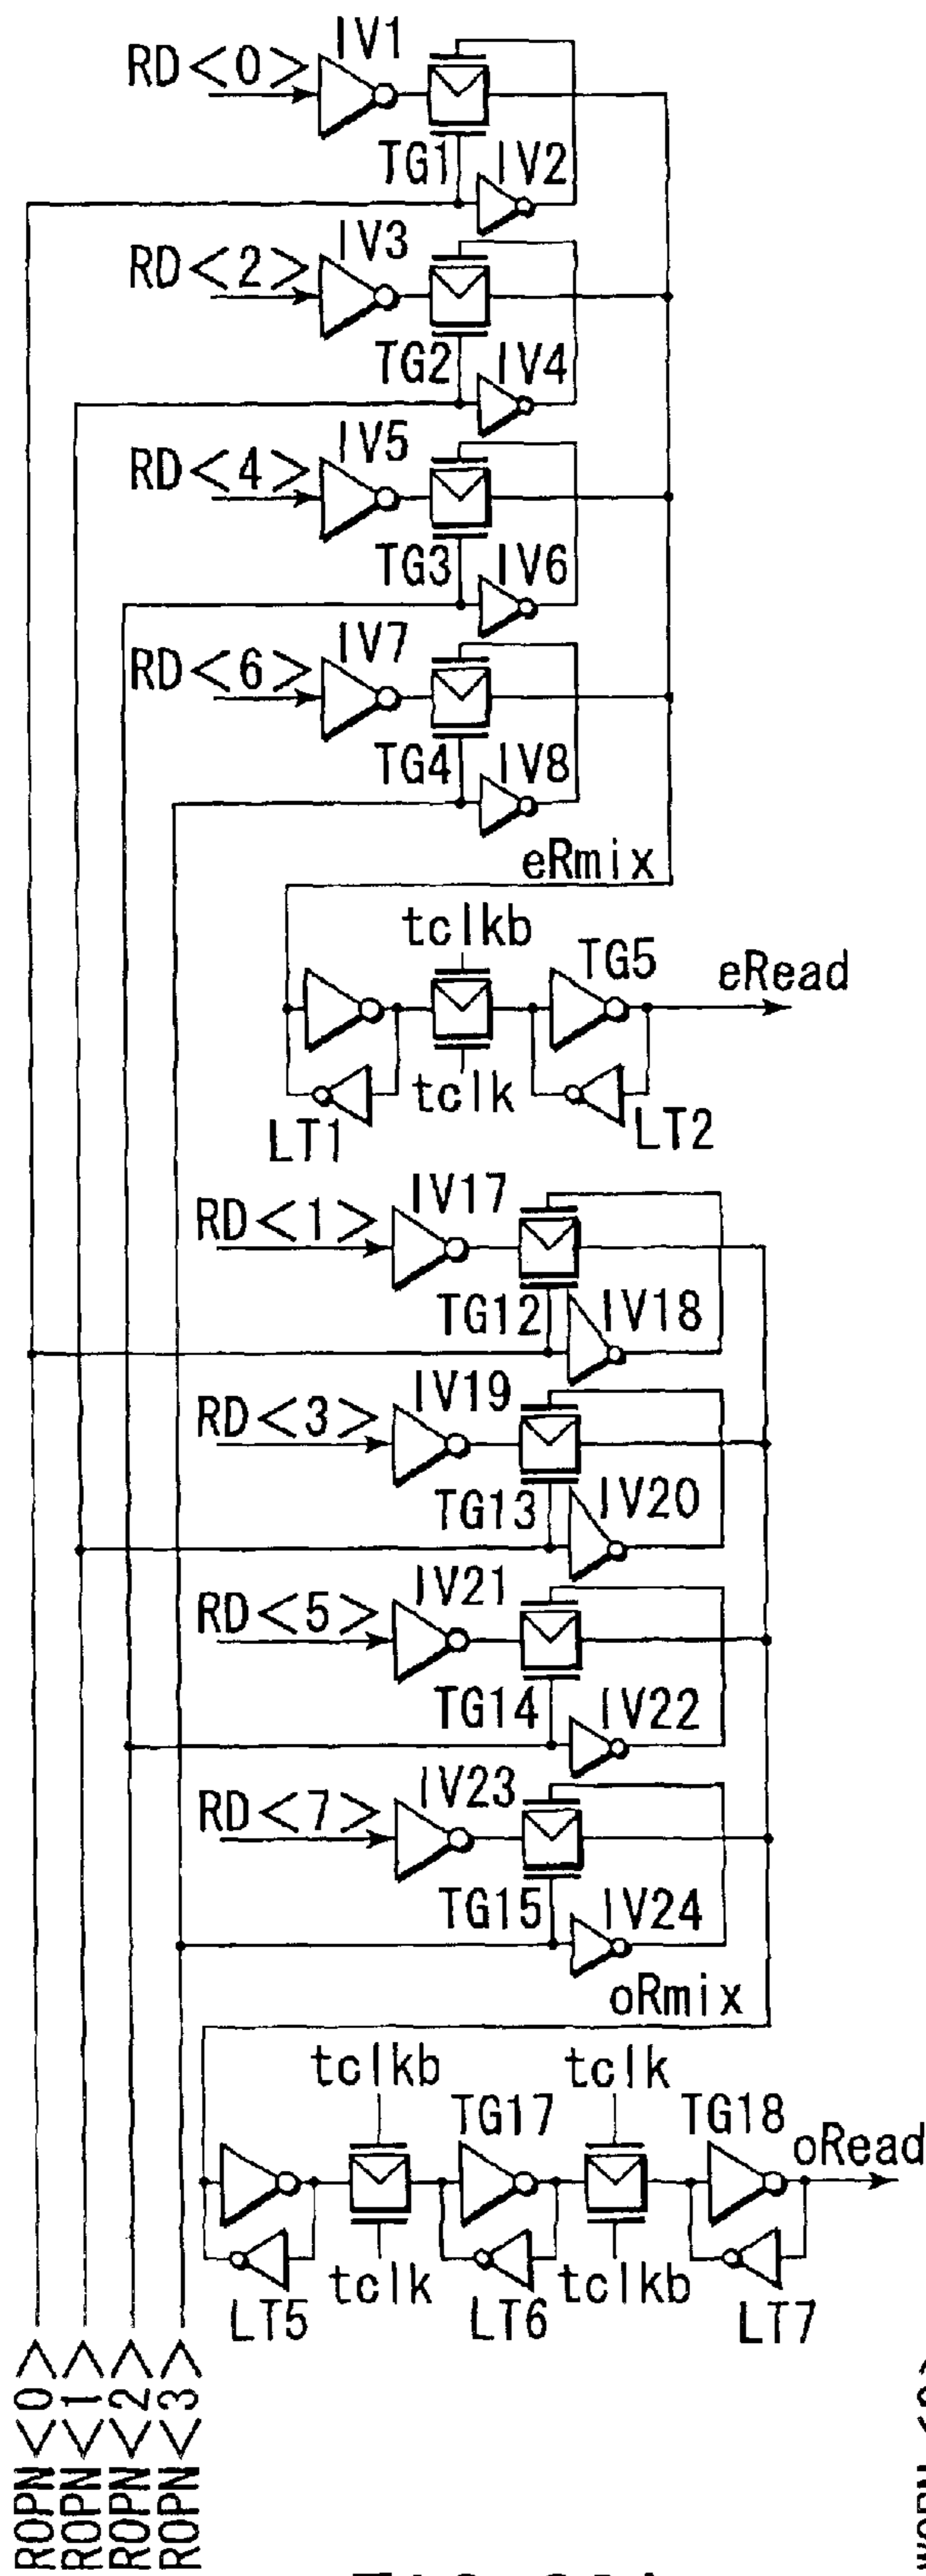 IV1
RD<0>
TG1 IV2
IV3
RD<2>
TG2 IV4
IV5
RD<4>
TG3 IV6
IV7
RD<6>
TG4 IV8
eRmix
tclkb
TG5 eRead
tclk
LT1 LT2
IV17
RD<1>
TG12 IV18
IV19
RD<3>
TG13 IV20
IV21
RD<5>
TG14 IV22
IV23
RD<7>
TG15 IV24
oRmix
tclkb tclk
TG17 TG18 oRead
tclk tclkb
LT5 LT6 LT7
ROPN<0>
ROPN<1>
ROPN<2>
ROPN<3>